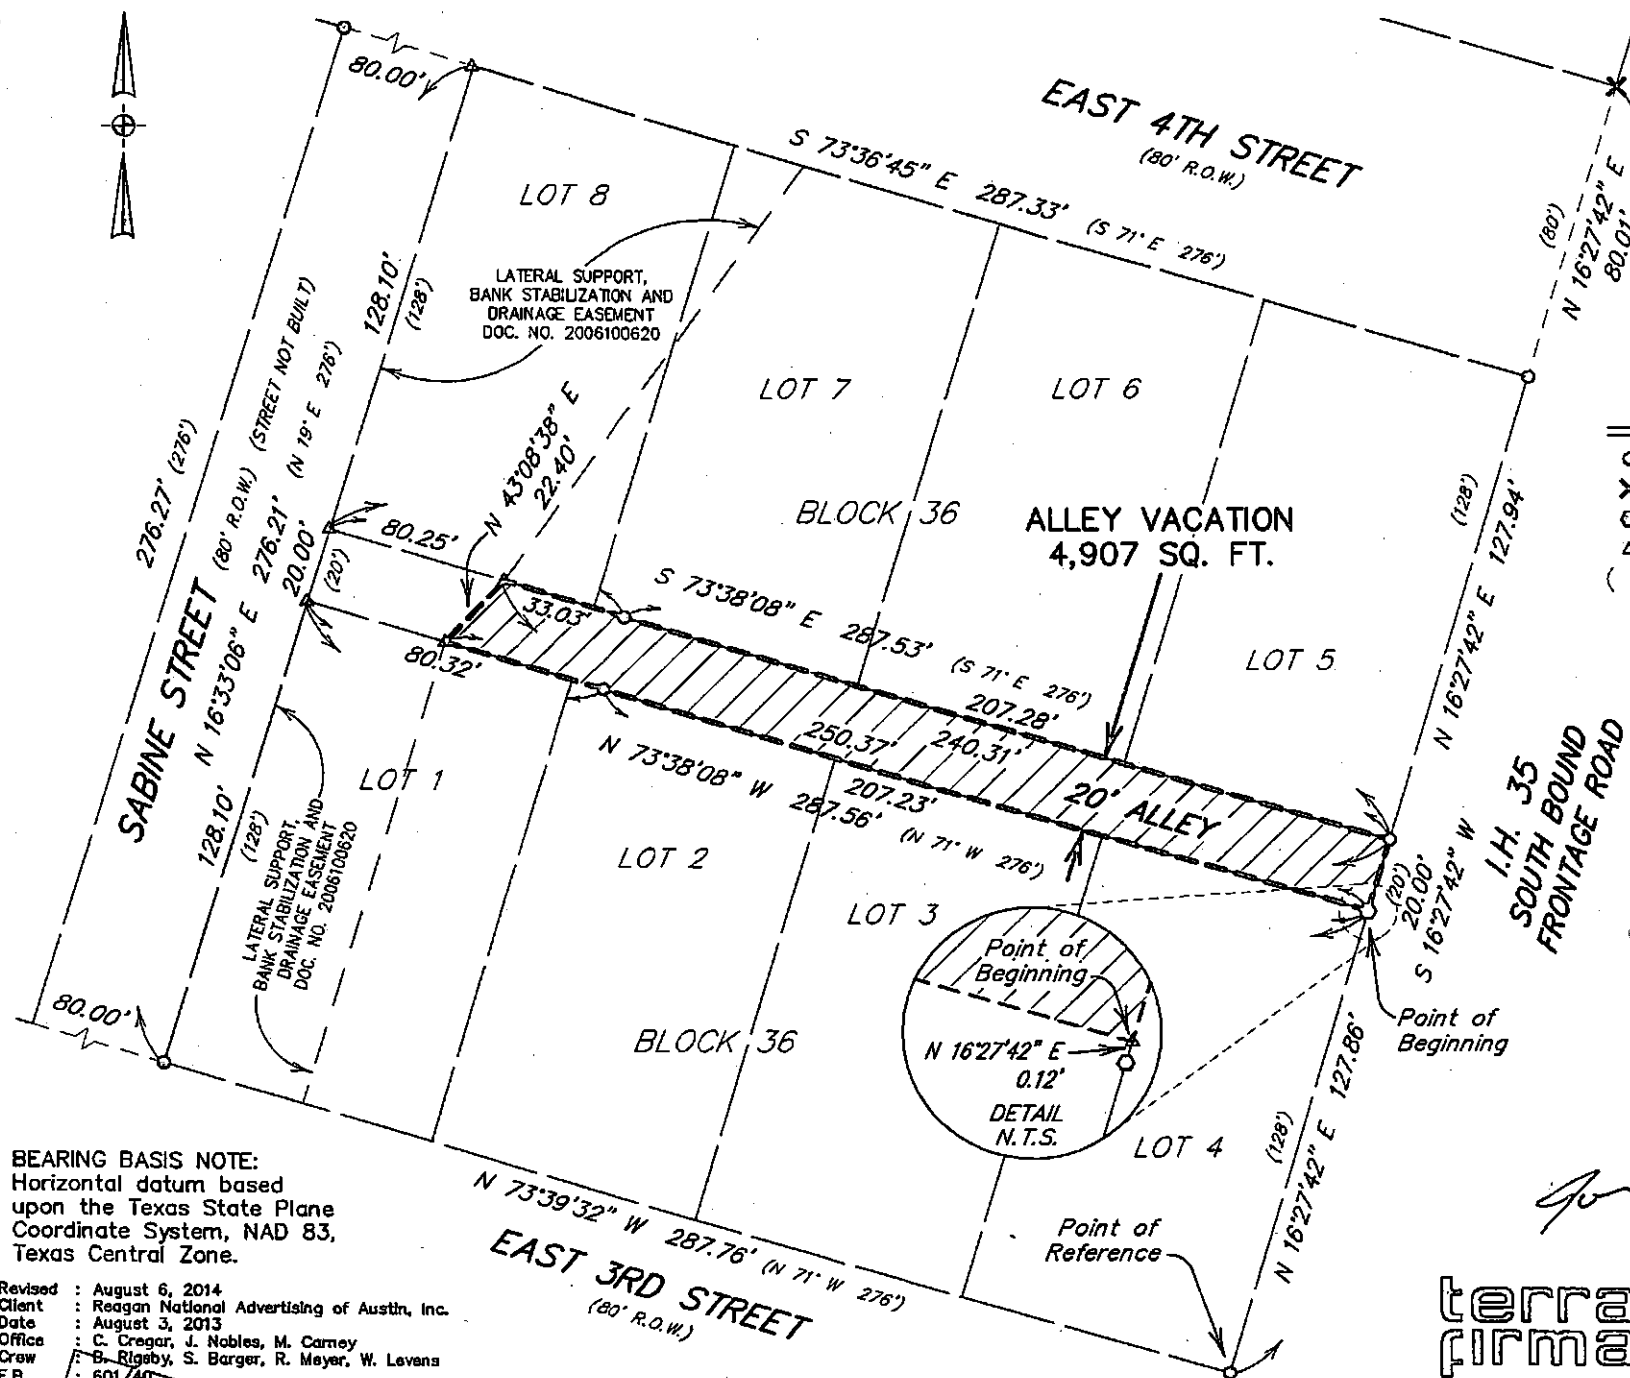 80.00'
EAST 4TH STREET
(80' R.O.W.)
S 73°36'45" E 287.33' (S 71° E 276')
(80')
N 16°27'42" E
80.01'
LOT 8
LATERAL SUPPORT,
BANK STABILIZATION AND
DRAINAGE EASEMENT
DOC. NO. 2006100620
128.10'
(128')
LOT 7
LOT 6
276.27' (276')
SABINE STREET (80' R.O.W.) (STREET NOT BUILT)
N 16°33'06" E 276.21' (N 19° E 276')
20.00'
(20')
N 43°08'38" E
22.40'
80.25'
BLOCK 36
ALLEY VACATION
4,907 SQ. FT.
(128')
N 16°27'42" E 127.94'
S 73°38'08" E 287.53' (S 71° E 276')
33.03'
207.28'
LOT 5
80.32'
250.37' 240.31'
20' ALLEY
N 73°38'08" W 287.56' (N 71° W 276')
207.23'
I.H. 35
SOUTH BOUND
FRONTAGE ROAD
(20')
20.00'
S 16°27'42" W
LOT 1
128.10'
(128')
LATERAL SUPPORT,
BANK STABILIZATION AND
DRAINAGE EASEMENT
DOC. NO. 2006100620
LOT 2
LOT 3
Point of
Beginning
N 16°27'42" E
0.12'
DETAIL
N.T.S.
Point of
Beginning
80.00'
BLOCK 36
LOT 4
(128')
N 16°27'42" E 127.86'
Point of
Reference
N 73°39'32" W 287.76' (N 71° W 276')
EAST 3RD STREET
(80' R.O.W.)
BEARING BASIS NOTE:
Horizontal datum based
upon the Texas State Plane
Coordinate System, NAD 83,
Texas Central Zone.
Revised : August 6, 2014
Client : Reagan National Advertising of Austin, Inc.
Date : August 3, 2013
Office : C. Cregar, J. Nobles, M. Carney
Crew : B. Rigsby, S. Barger, R. Meyer, W. Levens
F.B. : 601/40
terra
firma